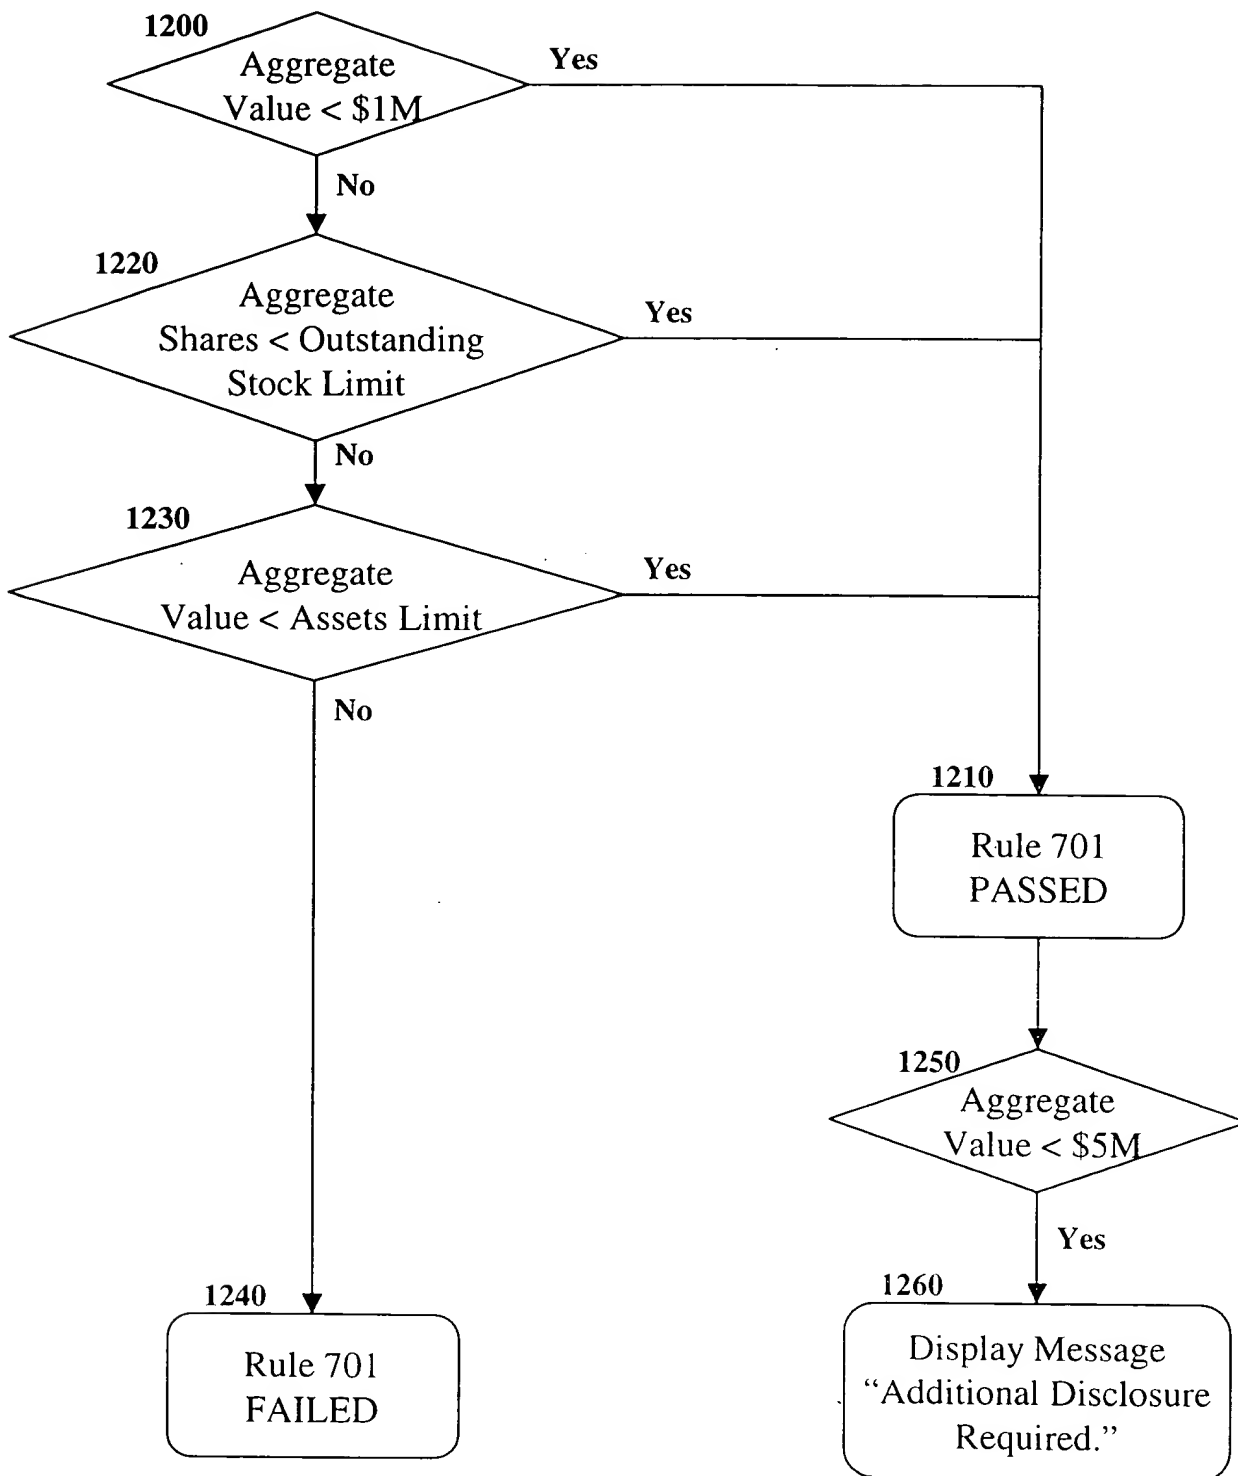 1200
Aggregate
Value < $1M
Yes
No
1220
Aggregate
Shares < Outstanding
Stock Limit
Yes
No
1230
Aggregate
Value < Assets Limit
Yes
No
1210
Rule 701
PASSED
1250
Aggregate
Value < $5M
Yes
1240
Rule 701
FAILED
1260
Display Message
“Additional Disclosure
Required.”